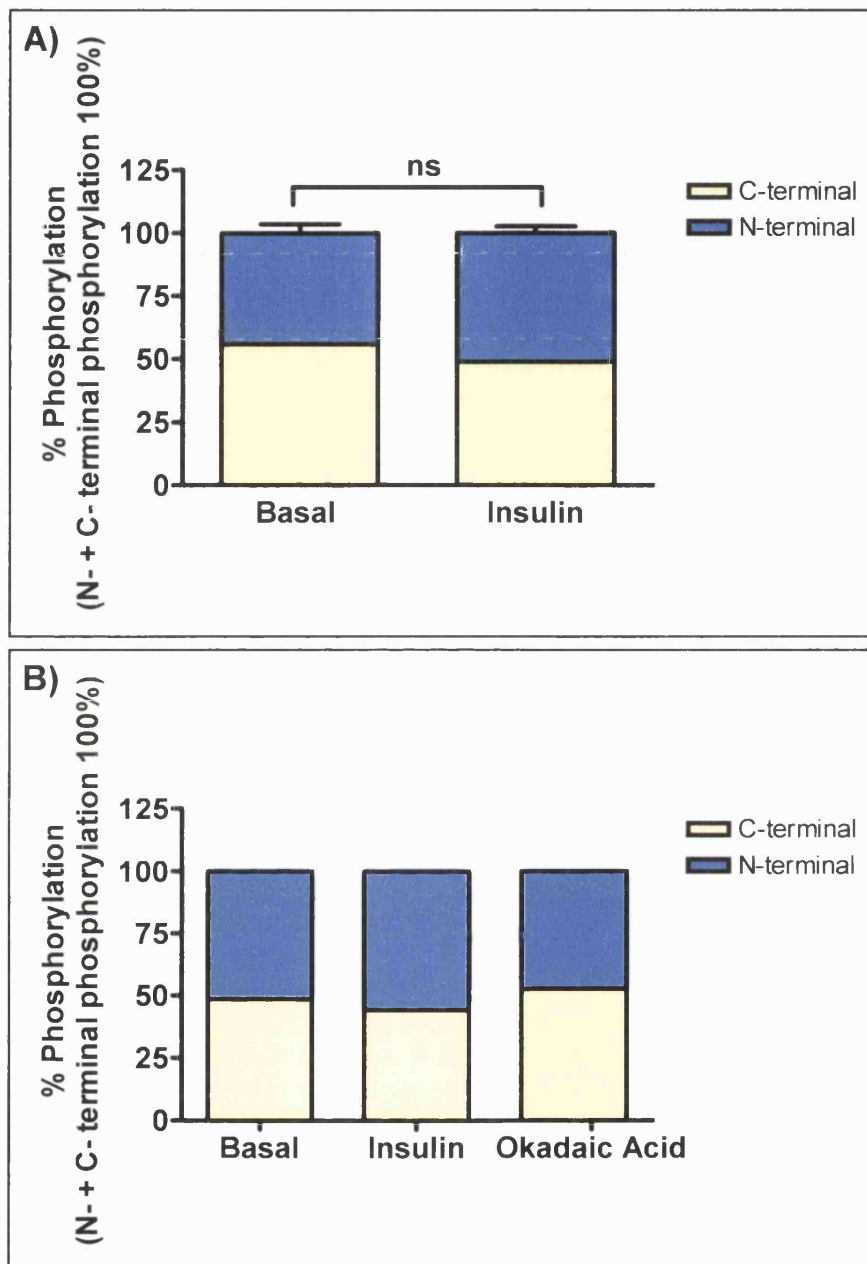 A)
% Phosphorylation
(N- + C- terminal phosphorylation 100%)
125
100
75
50
25
0
ns
Basal
Insulin
C-terminal
N-terminal
B)
% Phosphorylation
(N- + C- terminal phosphorylation 100%)
125
100
75
50
25
0
Basal
Insulin
Okadaic Acid
C-terminal
N-terminal